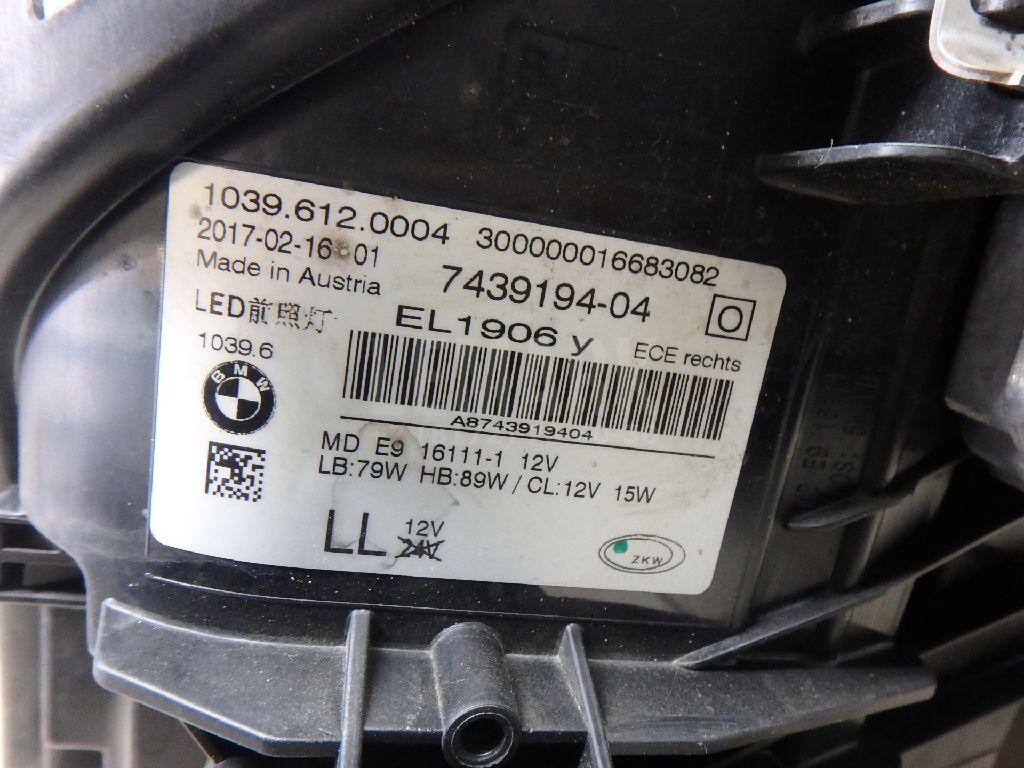 1039.612.0004 300000016683082
2017-02-16 01
Made in Austria 7439194-04 O
LED前照灯 EL1906 y ECE rechts
1039.6
BMW
A8743919404
MD E9 16111-1 12V
LB:79W HB:89W / CL:12V 15W
LL 12V
24V
ZKW